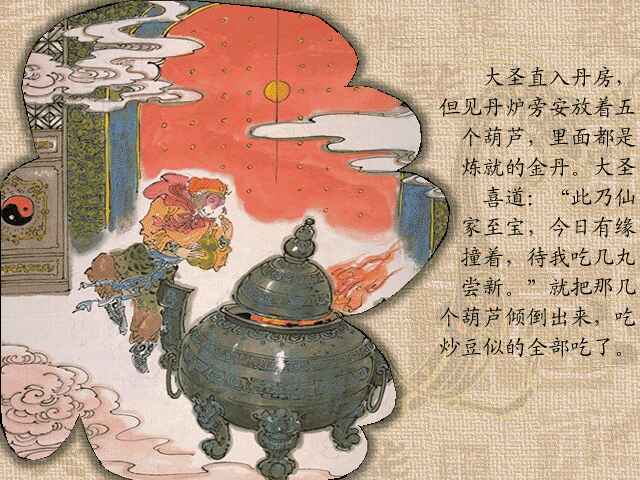 大圣直入丹房，
但见丹炉旁安放着五
个葫芦，里面都是
炼就的金丹。大圣
喜道：“此乃仙
家至宝，今日有缘
撞着，待我吃几丸
尝新。”就把那几
个葫芦倾倒出来，吃
炒豆似的全部吃了。